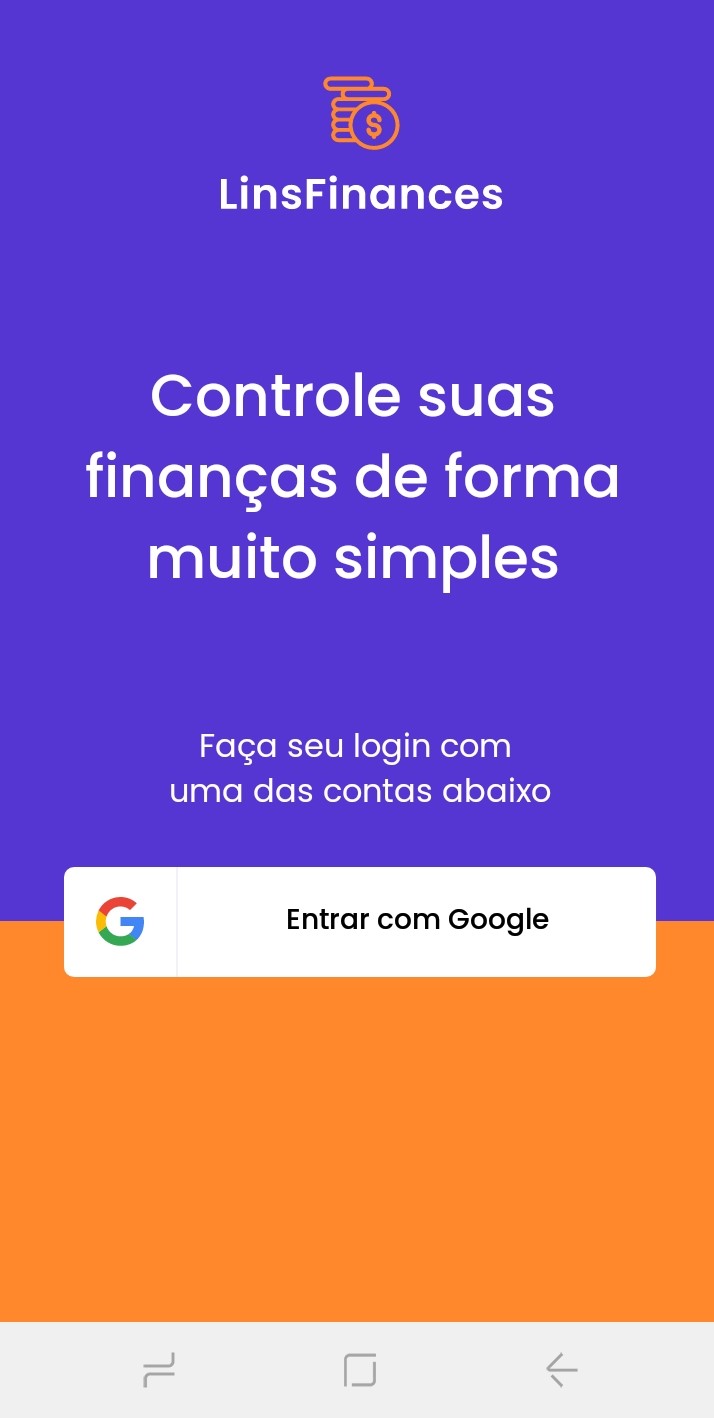 $
LinsFinances
Controle suas
finanças de forma
muito simples
Faça seu login com
uma das contas abaixo
Entrar com Google